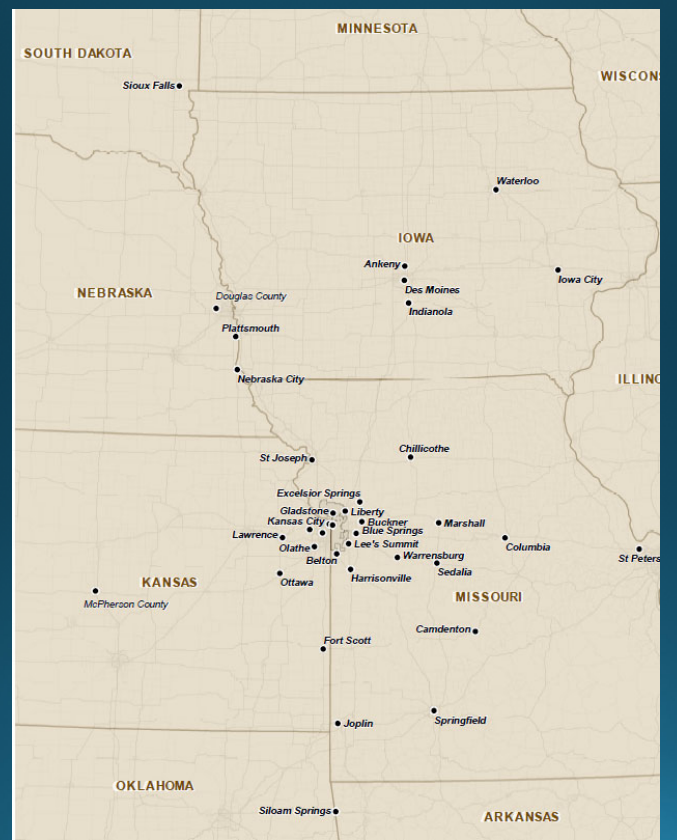 MINNESOTA
SOUTH DAKOTA
WISCONS
Sioux Falls
Waterloo
IOWA
Ankeny
Iowa City
Des Moines
NEBRASKA
Douglas County
Indianola
Plattsmouth
Nebraska City
ILLINO
Chillicothe
St Joseph
Excelsior Springs
Gladstone
Liberty
Kansas City
Buckner
Marshall
Blue Springs
Lawrence
Lee's Summit
Columbia
Olathe
Warrensburg
St Peters
Belton
Sedalia
Harrisonville
KANSAS
Ottawa
MISSOURI
McPherson County
Camdenton
Fort Scott
Springfield
Joplin
OKLAHOMA
Siloam Springs
ARKANSAS